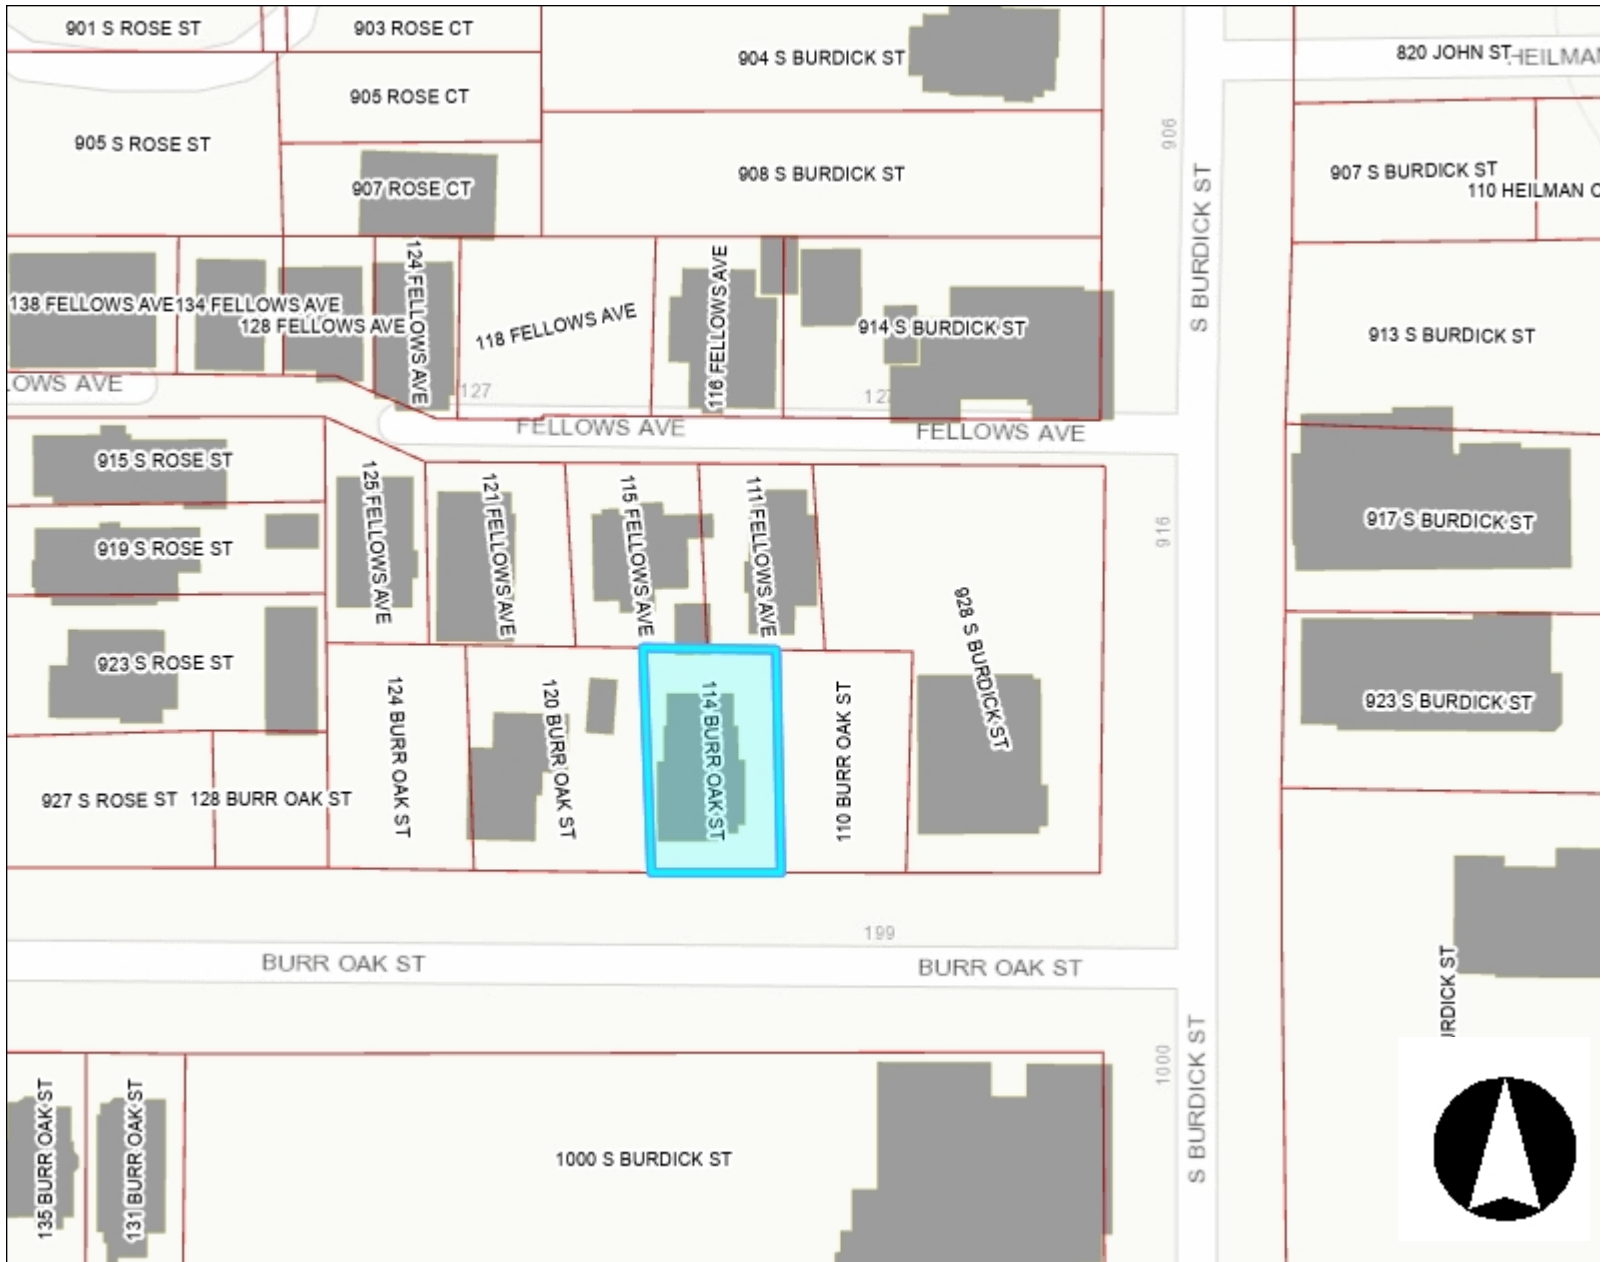 901 S ROSE ST
903 ROSE CT
904 S BURDICK ST
820 JOHN ST
905 ROSE CT
905 S ROSE ST
906
907 ROSE CT
908 S BURDICK ST
907 S BURDICK ST
110 HEILMAN
S BURDICK ST
138 FELLOWS AVE
134 FELLOWS AVE
128 FELLOWS AVE
124 FELLOWS AVE
118 FELLOWS AVE
116 FELLOWS AVE
914 S BURDICK ST
913 S BURDICK ST
LOWS AVE
127
FELLOWS AVE
FELLOWS AVE
915 S ROSE ST
125 FELLOWS AVE
121 FELLOWS AVE
115 FELLOWS AVE
111 FELLOWS AVE
916
917 S BURDICK ST
919 S ROSE ST
923 S ROSE ST
928 S BURDICK ST
923 S BURDICK ST
124 BURR OAK ST
120 BURR OAK ST
114 BURR OAK ST
110 BURR OAK ST
927 S ROSE ST
128 BURR OAK ST
199
BURR OAK ST
BURR OAK ST
URDICK ST
1000
S BURDICK ST
135 BURR OAK ST
131 BURR OAK ST
1000 S BURDICK ST